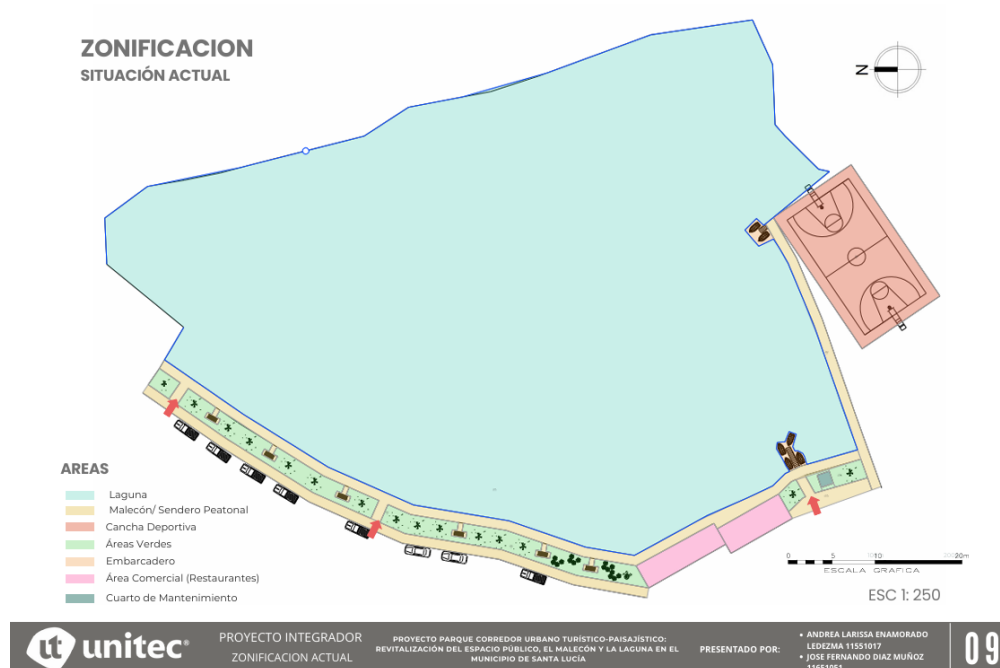 ZONIFICACION
SITUACIÓN ACTUAL
N
AREAS
Laguna
Malecón/ Sendero Peatonal
Cancha Deportiva
Áreas Verdes
Embarcadero
Área Comercial (Restaurantes)
Cuarto de Mantenimiento
0 5 10 20m
ESCALA GRAFICA
ESC 1: 250
ut unitec
PROYECTO INTEGRADOR
ZONIFICACION ACTUAL
PROYECTO PARQUE CORREDOR URBANO TURÍSTICO-PAISAJÍSTICO:
REVITALIZACIÓN DEL ESPACIO PÚBLICO, EL MALECÓN Y LA LAGUNA EN EL
MUNICIPIO DE SANTA LUCÍA
PRESENTADO POR:
• ANDREA LARISSA ENAMORADO
LEDEZMA 11551017
• JOSE FERNANDO DIAZ MUÑOZ
11651051
09